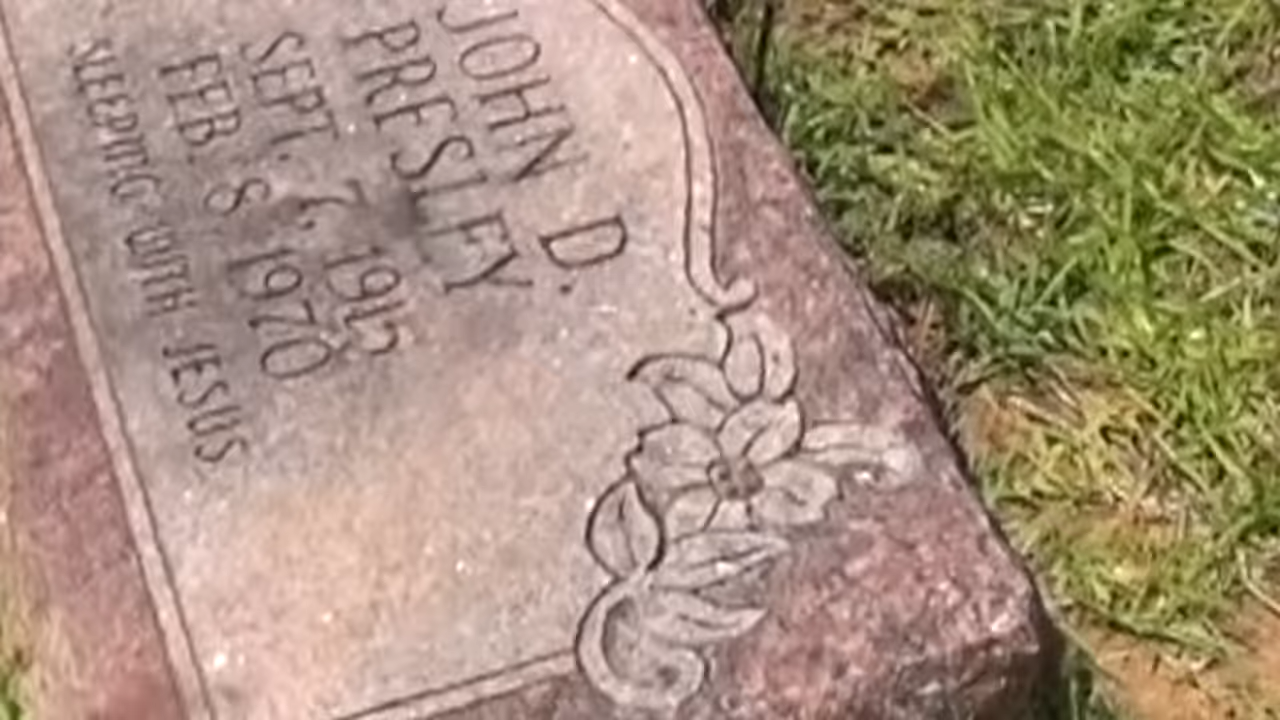 JOHN D.
PRESLEY
SEPT. 7, 1915
FEB. 8 1970
SLEEPING WITH JESUS